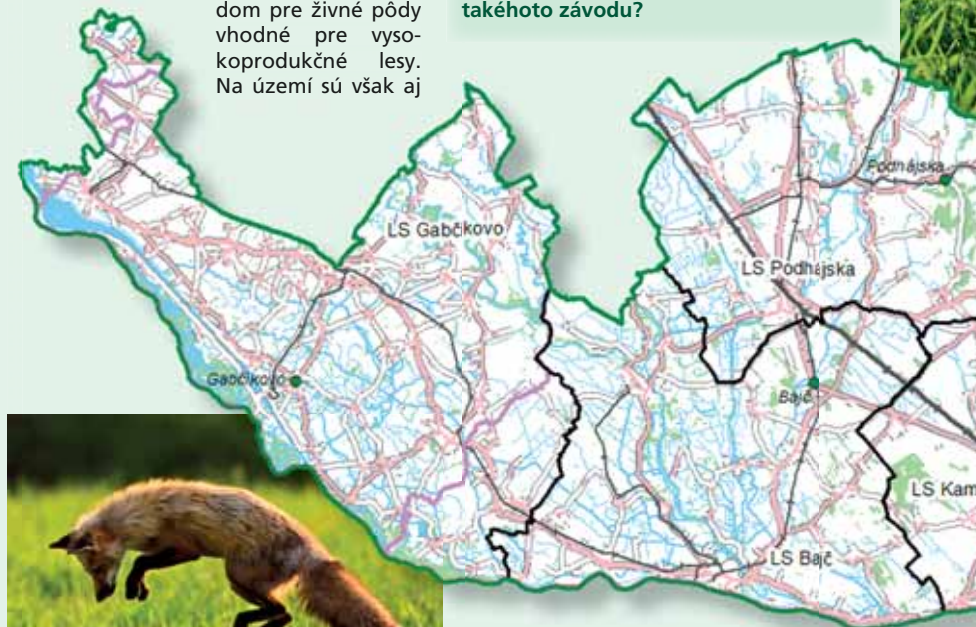 dom pre živné pôdy
vhodné pre vyso-
koprodukčné lesy.
Na území sú však aj
takéhoto závodu?
Podhájska
LS Gabčíkovo
LS Podhájska
Gabčíkovo
Bajč
LS Kam
LS Bajč